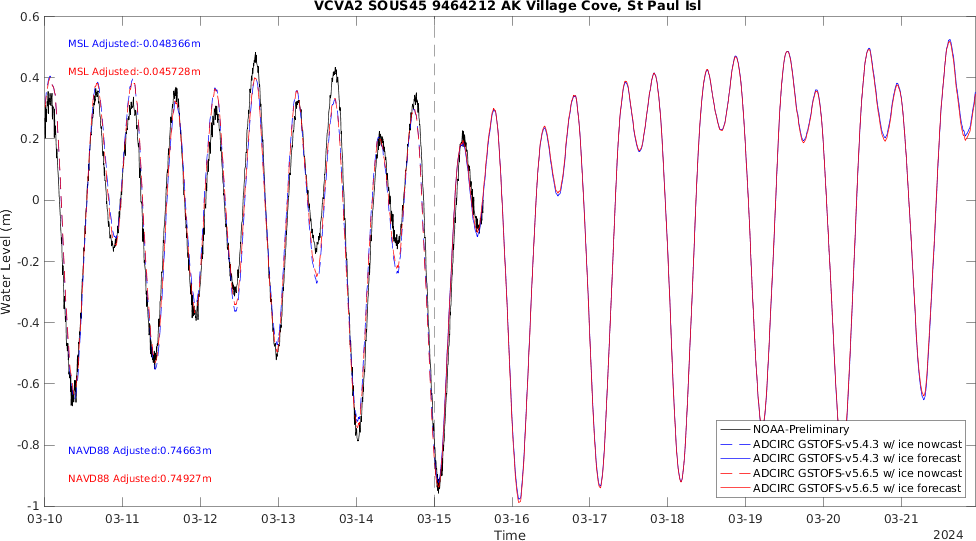 VCVA2 SOUS45 9464212 AK Village Cove, St Paul Isl
MSL Adjusted:-0.048366m
MSL Adjusted:-0.045728m
NAVD88 Adjusted:0.74663m
NAVD88 Adjusted:0.74927m
Water Level (m)
0.6
0.4
0.2
0
-0.2
-0.4
-0.6
-0.8
-1
NOAA-Preliminary
ADCIRC GSTOFS-v5.4.3 w/ ice nowcast
ADCIRC GSTOFS-v5.4.3 w/ ice forecast
ADCIRC GSTOFS-v5.6.5 w/ ice nowcast
ADCIRC GSTOFS-v5.6.5 w/ ice forecast
03-10 03-11 03-12 03-13 03-14 03-15 03-16 03-17 03-18 03-19 03-20 03-21
Time
2024